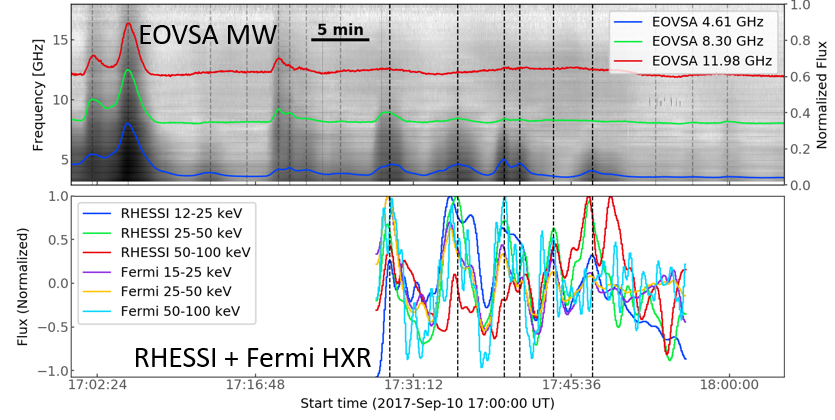 EOVSA MW
5 min
EOVSA 4.61 GHz
EOVSA 8.30 GHz
EOVSA 11.98 GHz
Frequency [GHz]
15
10
5
1.0
0.8
0.6
0.4
0.2
0.0
Normalized Flux
RHESSI 12-25 keV
RHESSI 25-50 keV
RHESSI 50-100 keV
Fermi 15-25 keV
Fermi 25-50 keV
Fermi 50-100 keV
Flux (Normalized)
1.0
0.5
0.0
−0.5
−1.0
RHESSI + Fermi HXR
17:02:24 17:16:48 17:31:12 17:45:36 18:00:00
Start time (2017-Sep-10 17:00:00 UT)